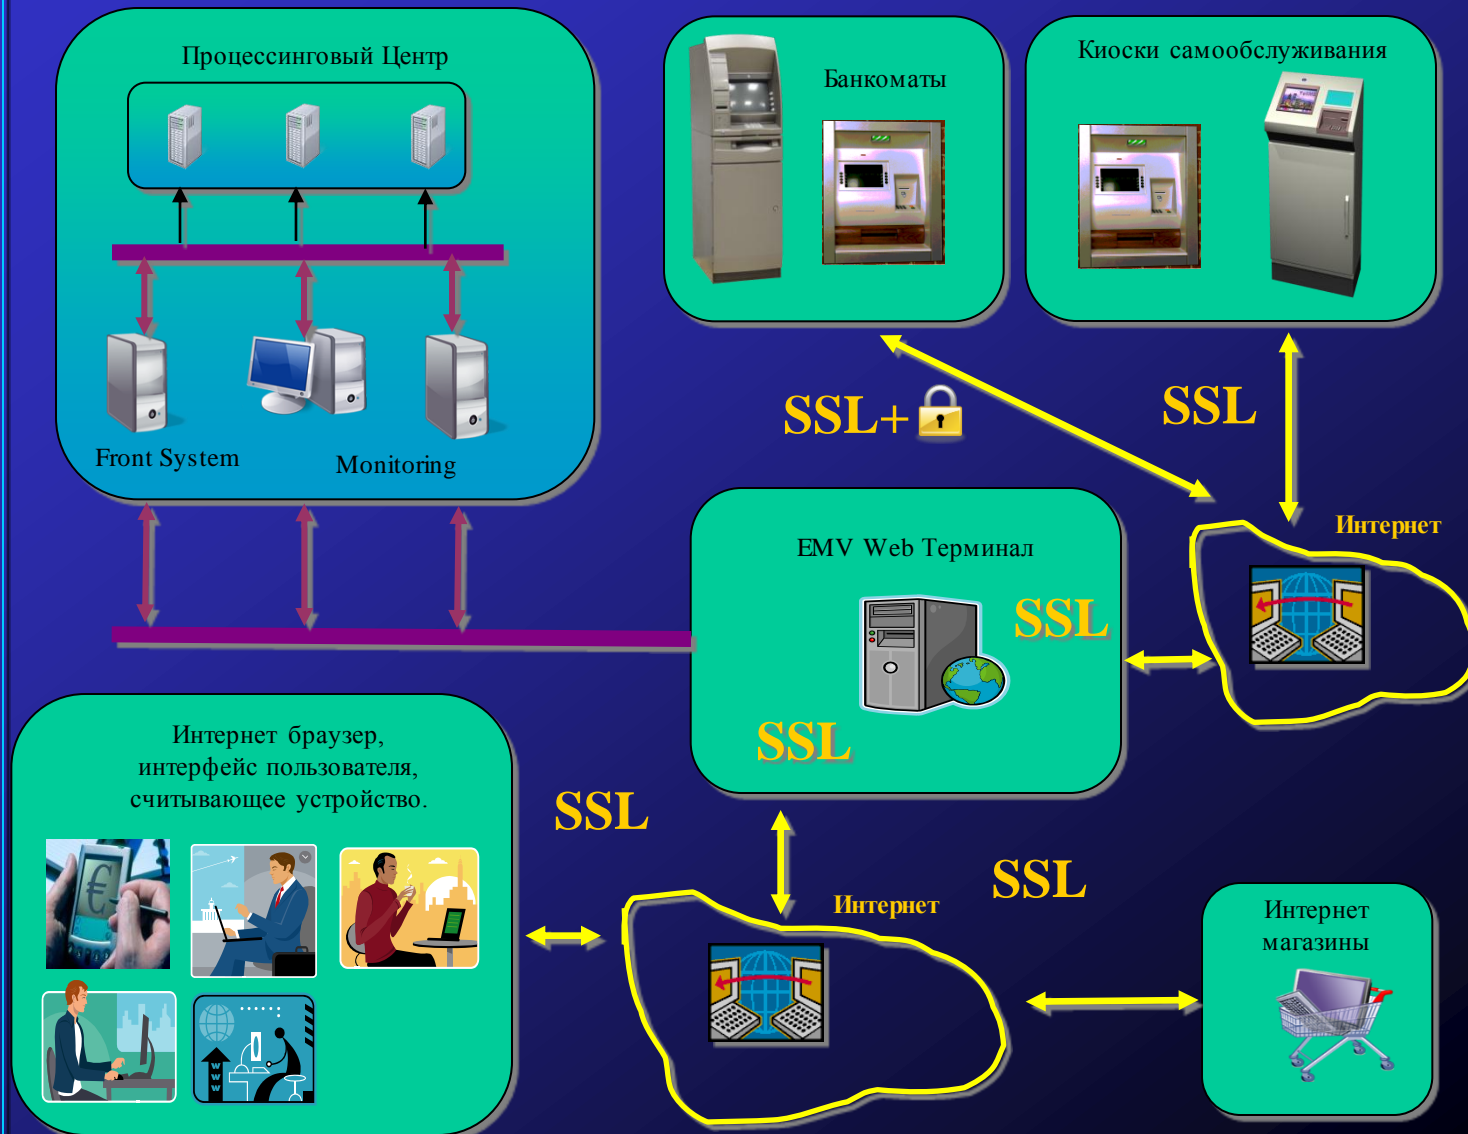 Процессинговый Центр
Банкоматы
Киоски самообслуживания
Front System
Monitoring
SSL+
SSL
Интернет
EMV Web Терминал
SSL
SSL
Интернет браузер,
интерфейс пользователя,
считывающее устройство.
SSL
SSL
Интернет
Интернет
магазины
€
W
W
W